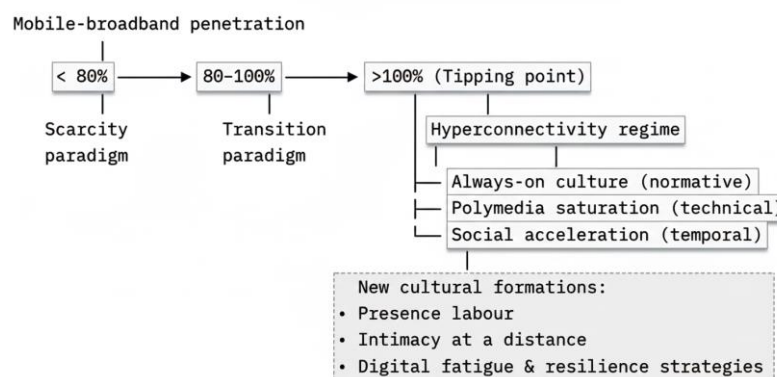 Mobile-broadband penetration
< 80%
80–100%
>100% (Tipping point)
Scarcity
paradigm
Transition
paradigm
Hyperconnectivity regime
Always-on culture (normative)
Polymedia saturation (technical)
Social acceleration (temporal)
New cultural formations:
• Presence labour
• Intimacy at a distance
• Digital fatigue & resilience strategies